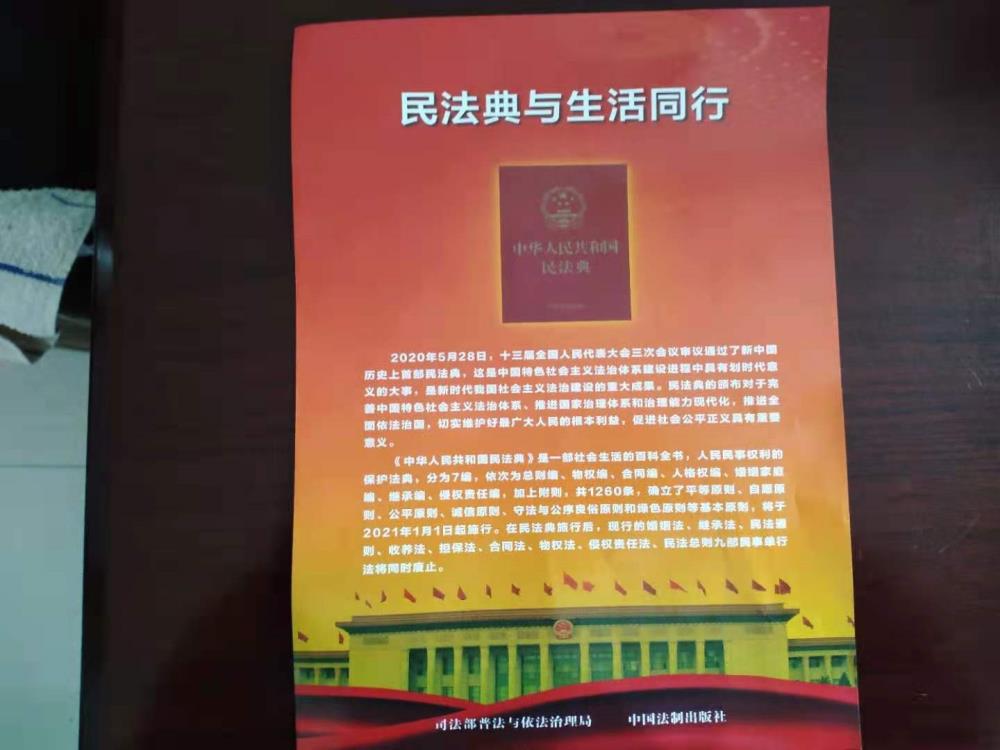 民法典与生活同行
中华人民共和国
民法典
2020年5月28日，十三届全国人民代表大会三次会议审议通过了新中国
历史上首部民法典，这是中国特色社会主义法治体系建设进程中具有划时代意
义的大事，是新时代我国社会主义法治建设的重大成果。民法典的颁布对于完
善中国特色社会主义法治体系、推进国家治理体系和治理能力现代化，推进全
面依法治国，切实维护好最广大人民的根本利益，促进社会公平正义具有重要
意义。
《中华人民共和国民法典》是一部社会生活的百科全书，人民民事权利的
保护法典，分为7编，依次为总则编、物权编、合同编、人格权编、婚姻家庭
编、继承编、侵权责任编，加上附则，共1260条，确立了平等原则、自愿原
则、公平原则、诚信原则、守法与公序良俗原则和绿色原则等基本原则，将于
2021年1月1日起施行。在民法典施行后，现行的婚姻法、继承法、民法通
则、收养法、担保法、合同法、物权法、侵权责任法、民法总则九部民事单行
法将同时废止。
司法部普法与依法治理局 中国法制出版社